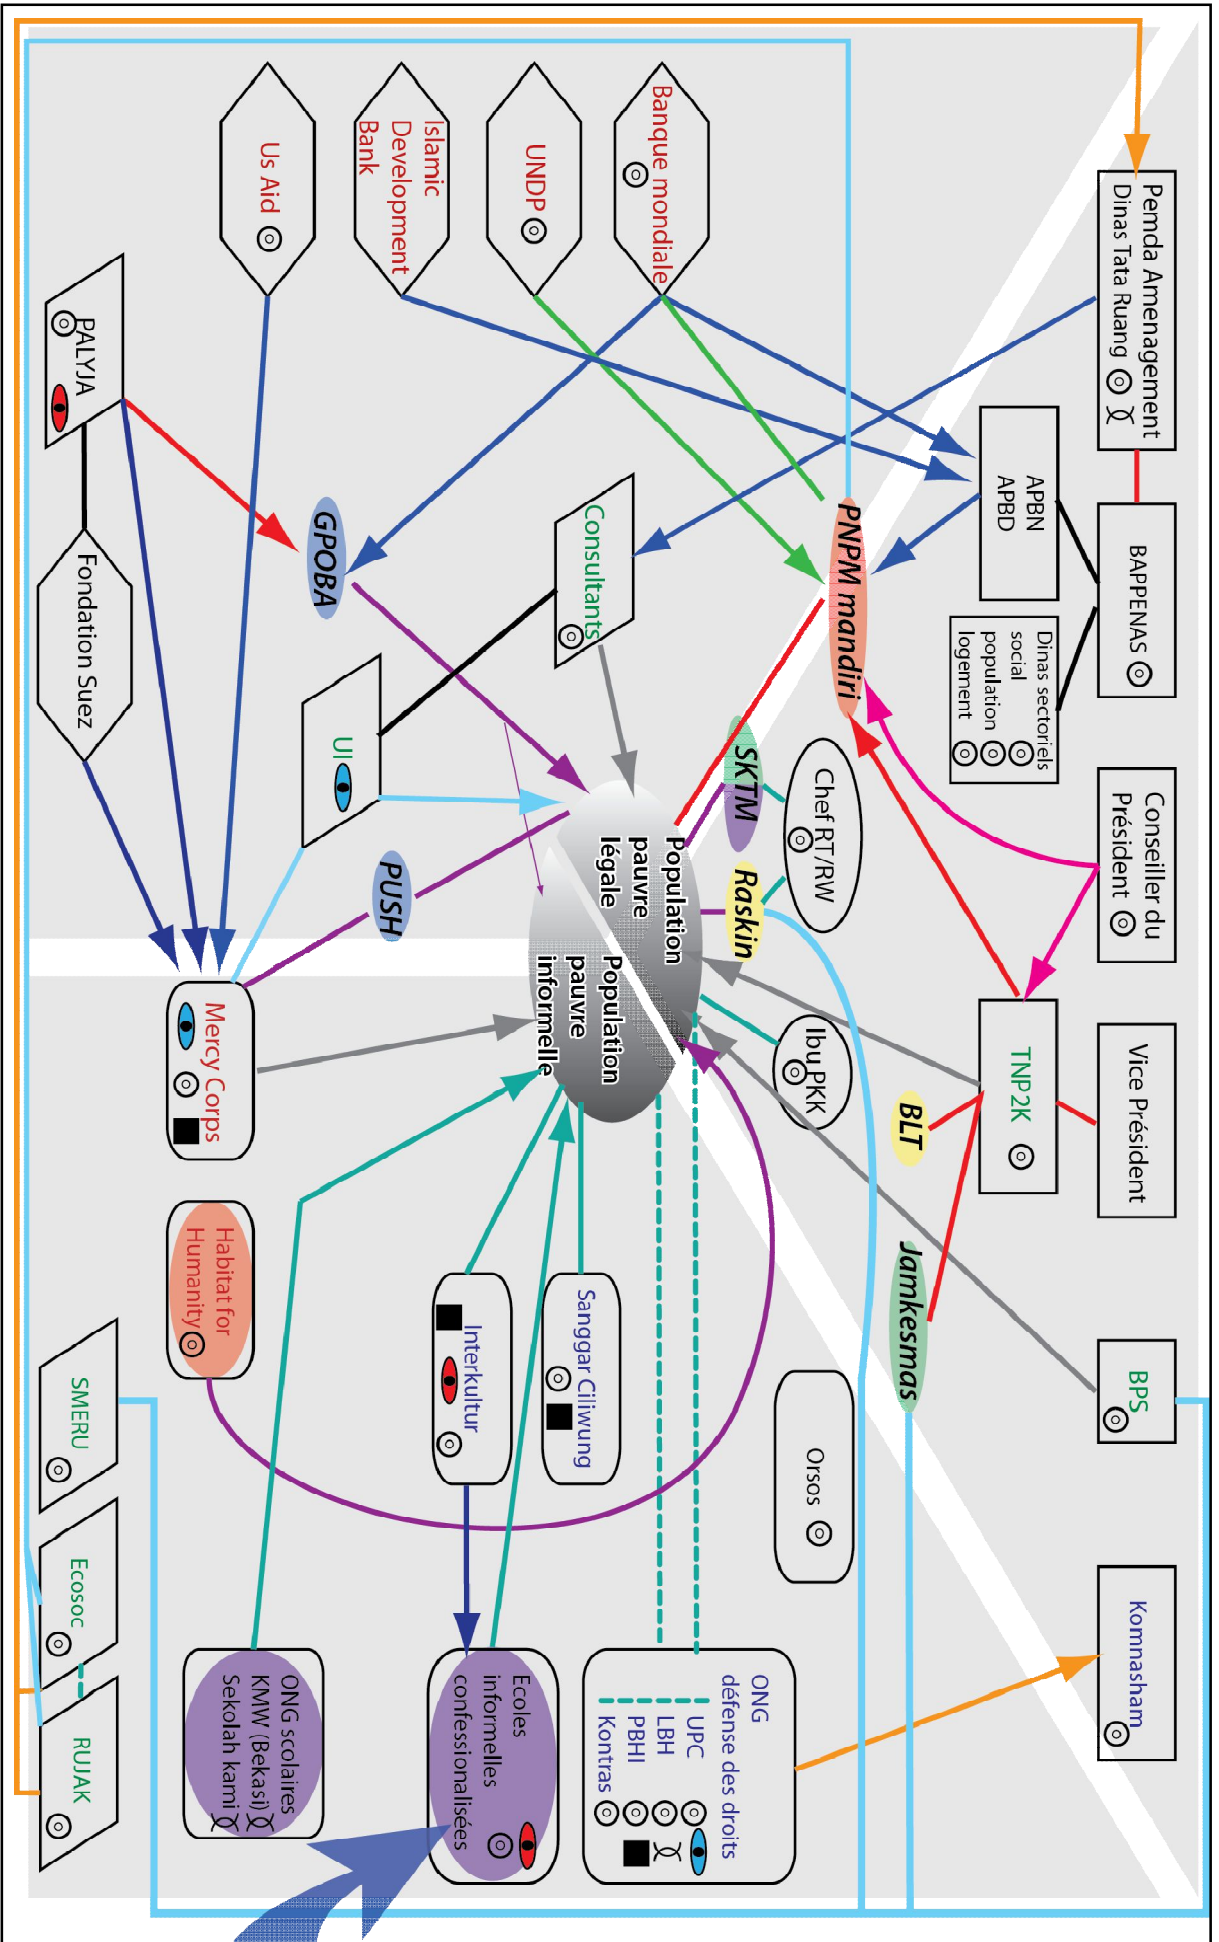 Pemda Amenagement
Dinas Tata Ruang
BAPPENAS
Conseiller du
Président
Vice Président
BPS
Komnasham
APBN
APBD
Dinas sectoriels
social
population
logement
TNP2K
PNPM mandiri
BLT
Jamkesmas
Chef RT/RW
Ibu PKK
Orsos
SKTM
Raskin
Banque mondiale
UNDP
Islamic
Development
Bank
Us Aid
Consultants
Population
pauvre
légale
Population
pauvre
informelle
ONG
défense des droits
UPC
LBH
PBHI
Kontras
Sanggar Ciliwung
Interkultur
Ecoles
informelles
confessionalisées
GPOBA
UI
PUSH
Mercy Corps
Habitat for
Humanity
ONG scolaires
KMW (Bekasi)
Sekolah kami
PALYJA
Fondation Suez
SMERU
Ecosoc
RUJAK